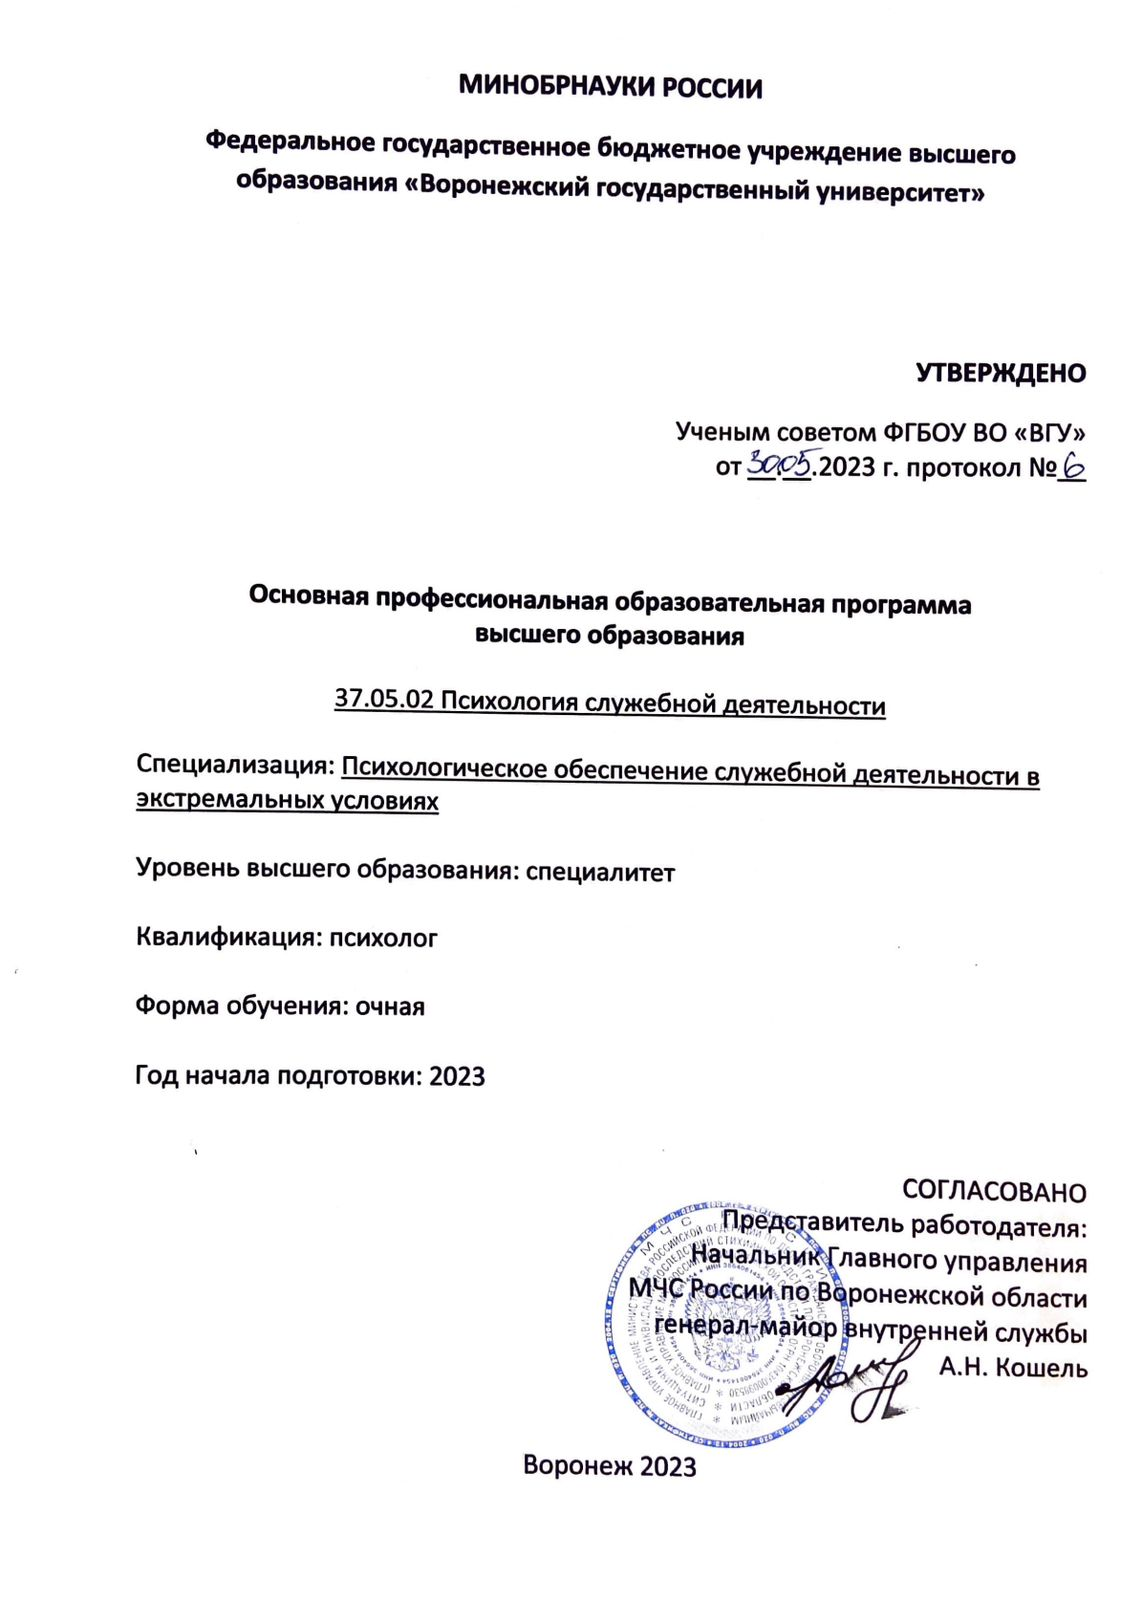 МИНОБРНАУКИ РОССИИ
Федеральное государственное бюджетное учреждение высшего
образования «Воронежский государственный университет»
УТВЕРЖДЕНО
Ученым советом ФГБОУ ВО «ВГУ»
от 30.05.2023 г. протокол № 6
Основная профессиональная образовательная программа
высшего образования
37.05.02 Психология служебной деятельности
Специализация: Психологическое обеспечение служебной деятельности в
экстремальных условиях
Уровень высшего образования: специалитет
Квалификация: психолог
Форма обучения: очная
Год начала подготовки: 2023
СОГЛАСОВАНО
Представитель работодателя:
Начальник Главного управления
МЧС России по Воронежской области
генерал-майор внутренней службы
А.Н. Кошель
Воронеж 2023